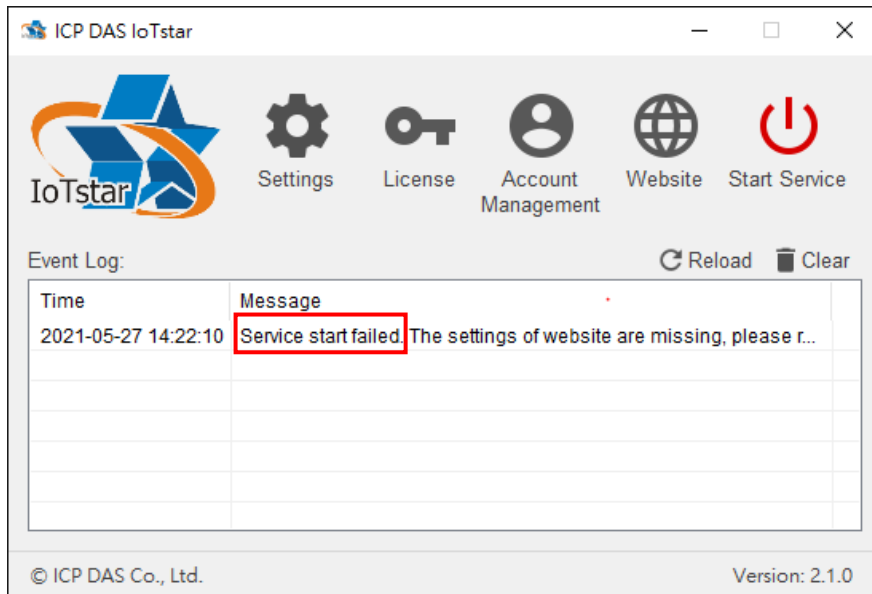 ICP DAS IoTstar
IoTstar
Settings
License
Account
Management
Website
Start Service
Event Log:
Reload
Clear
Time
Message
2021-05-27 14:22:10
Service start failed. The settings of website are missing, please r...
© ICP DAS Co., Ltd.
Version: 2.1.0